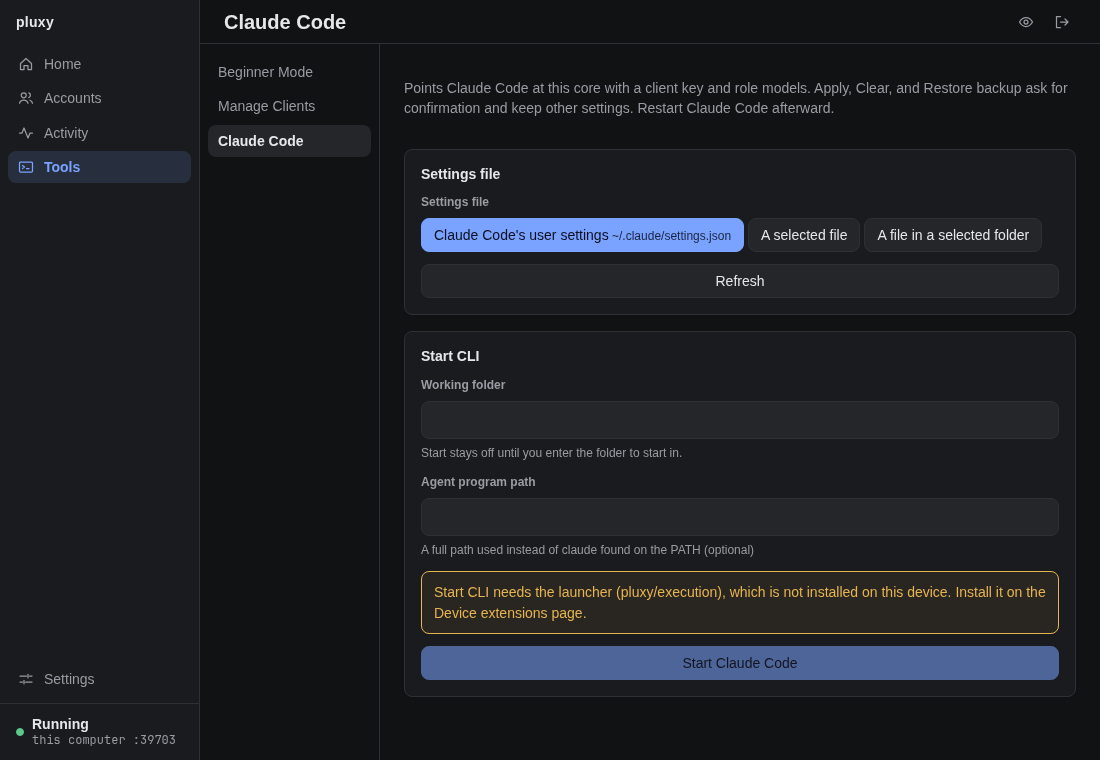 pluxy
Claude Code
Home
Accounts
Activity
Tools
Beginner Mode
Manage Clients
Claude Code
Points Claude Code at this core with a client key and role models. Apply, Clear, and Restore backup ask for
confirmation and keep other settings. Restart Claude Code afterward.
Settings file
Settings file
Claude Code's user settings ~/.claude/settings.json
A selected file
A file in a selected folder
Refresh
Start CLI
Working folder
Start stays off until you enter the folder to start in.
Agent program path
A full path used instead of claude found on the PATH (optional)
Start CLI needs the launcher (pluxy/execution), which is not installed on this device. Install it on the
Device extensions page.
Start Claude Code
Settings
Running
this computer :39703